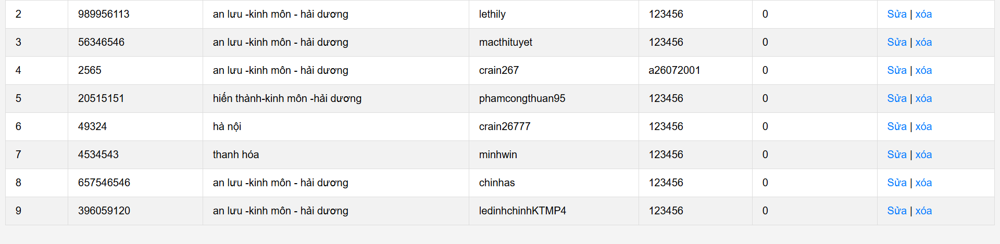 2 989956113 an lưu -kinh môn - hải dương lethily 123456 0 Sửa | xóa
3 56346546 an lưu -kinh môn - hải dương macthituyet 123456 0 Sửa | xóa
4 2565 an lưu -kinh môn - hải dương crain267 a26072001 0 Sửa | xóa
5 20515151 hiến thành-kinh môn -hải dương phamcongthuan95 123456 0 Sửa | xóa
6 49324 hà nội crain26777 123456 0 Sửa | xóa
7 4534543 thanh hóa minhwin 123456 0 Sửa | xóa
8 657546546 an lưu -kinh môn - hải dương chinhas 123456 0 Sửa | xóa
9 396059120 an lưu -kinh môn - hải dương ledinhchinhKTMP4 123456 0 Sửa | xóa